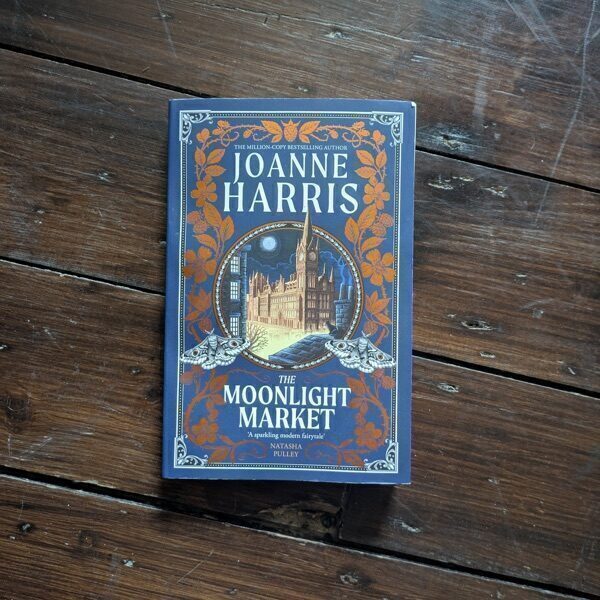 THE MILLION-COPY BESTSELLING AUTHOR
JOANNE
HARRIS
THE
MOONLIGHT
MARKET
'A sparkling modern fairytale'
NATASHA
PULLEY